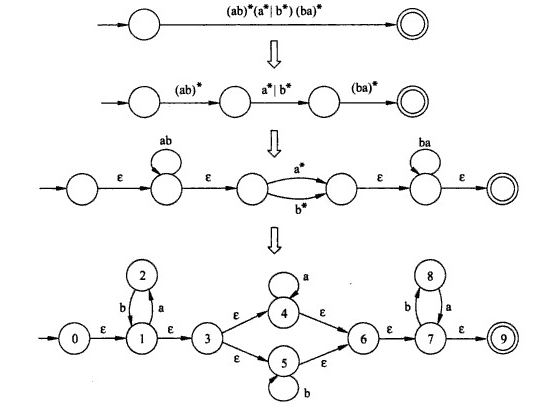 (ab)*(a*|b*)(ba)*
(ab)* a*|b* (ba)*
ab ba
ε ε a* ε ε
b*
2 4 a 8
b a ε ε b a
0 ε 1 ε 3 6 ε 7 ε 9
ε 5 ε
b